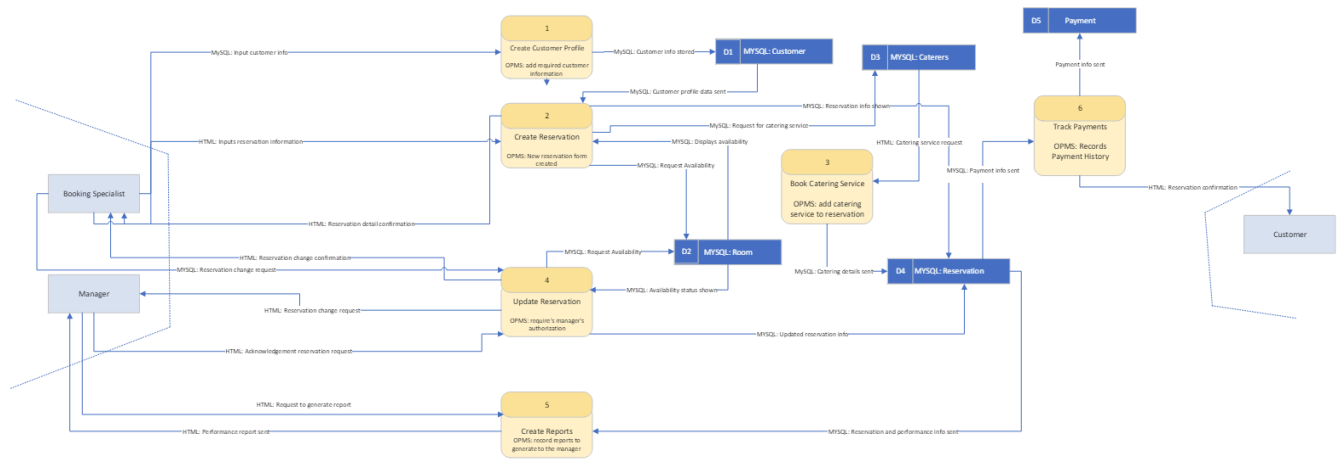 1
Create Customer Profile
OPMS: add required customer
information
MySQL: Input customer info
MySQL: Customer info stored
D1 MYSQL: Customer
D3 MYSQL: Caterers
D5 Payment
Payment info sent
MySQL: Customer profile data sent
2
Create Reservation
OPMS: New reservation form
created
MYSQL: Reservation info shown
MySQL: Request for catering service
HTML: Inputs reservation information
MYSQL: Displays availability
HTML: Catering service request
MYSQL: Request Availability
MYSQL: Payment info sent
6
Track Payments
OPMS: Records
Payment History
HTML: Reservation confirmation
3
Book Catering Service
OPMS: add catering
service to reservation
Booking Specialist
HTML: Reservation detail confirmation
Customer
D2 MYSQL: Room
MYSQL: Request Availability
HTML: Reservation change confirmation
MYSQL: Reservation change request
MySQL: Catering details sent
D4 MYSQL: Reservation
4
Update Reservation
OPMS: require's manager's
authorization
MYSQL: Availability status shown
Manager
HTML: Reservation change
request
MYSQL: Updated reservation info
HTML: Acknowledgement reservation request
5
Create Reports
OPMS: record reports to
generate to the manager
HTML: Request to generate report
HTML: Performance report sent
MYSQL: Reservation and performance info sent